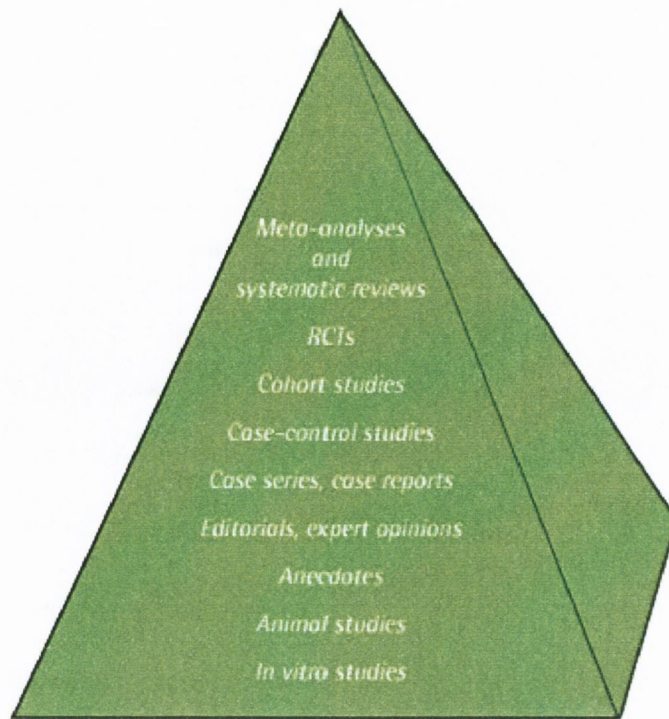 Meta-analyses
and
systematic reviews
RCTs
Cohort studies
Case-control studies
Case series, case reports
Editorials, expert opinions
Anecdotes
Animal studies
In vitro studies